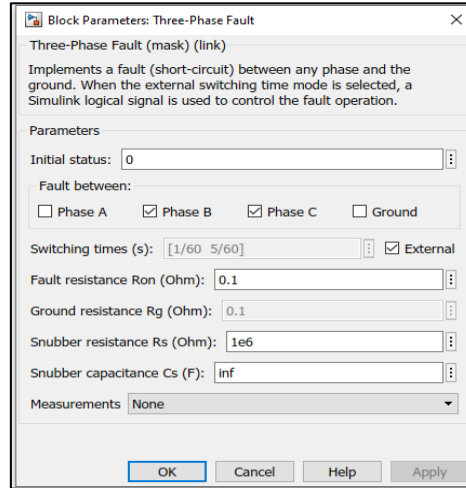 Block Parameters: Three-Phase Fault
Three-Phase Fault (mask) (link)
Implements a fault (short-circuit) between any phase and the
ground. When the external switching time mode is selected, a
Simulink logical signal is used to control the fault operation.
Parameters
Initial status: 0
Fault between:
Phase A Phase B Phase C Ground
Switching times (s): [1/60 5/60] External
Fault resistance Ron (Ohm): 0.1
Ground resistance Rg (Ohm): 0.1
Snubber resistance Rs (Ohm): 1e6
Snubber capacitance Cs (F): inf
Measurements None
OK Cancel Help Apply